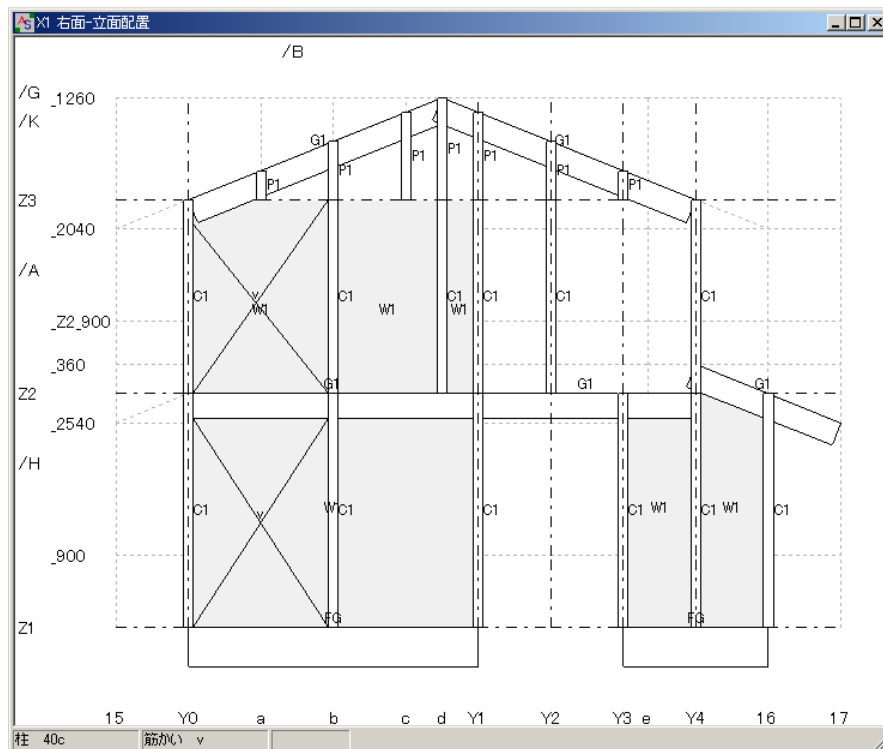 X1 右面-立面配置
/B
/G _1260
/K
G1 G1
P1 P1 P1 P1 P1 P1 P1
Z3
_2040
/A
C1 v C1 C1 C1 C1 C1
W1 W1 W1
_Z2_900
_360
G1 G1 G1
Z2
_2540
/H
C1 v W1 C1 C1 C1 W1 C1 W1 C1
_900
FG FG
Z1
15 Y0 a b c d Y1 Y2 Y3 e Y4 16 17
柱 40c 筋かい v